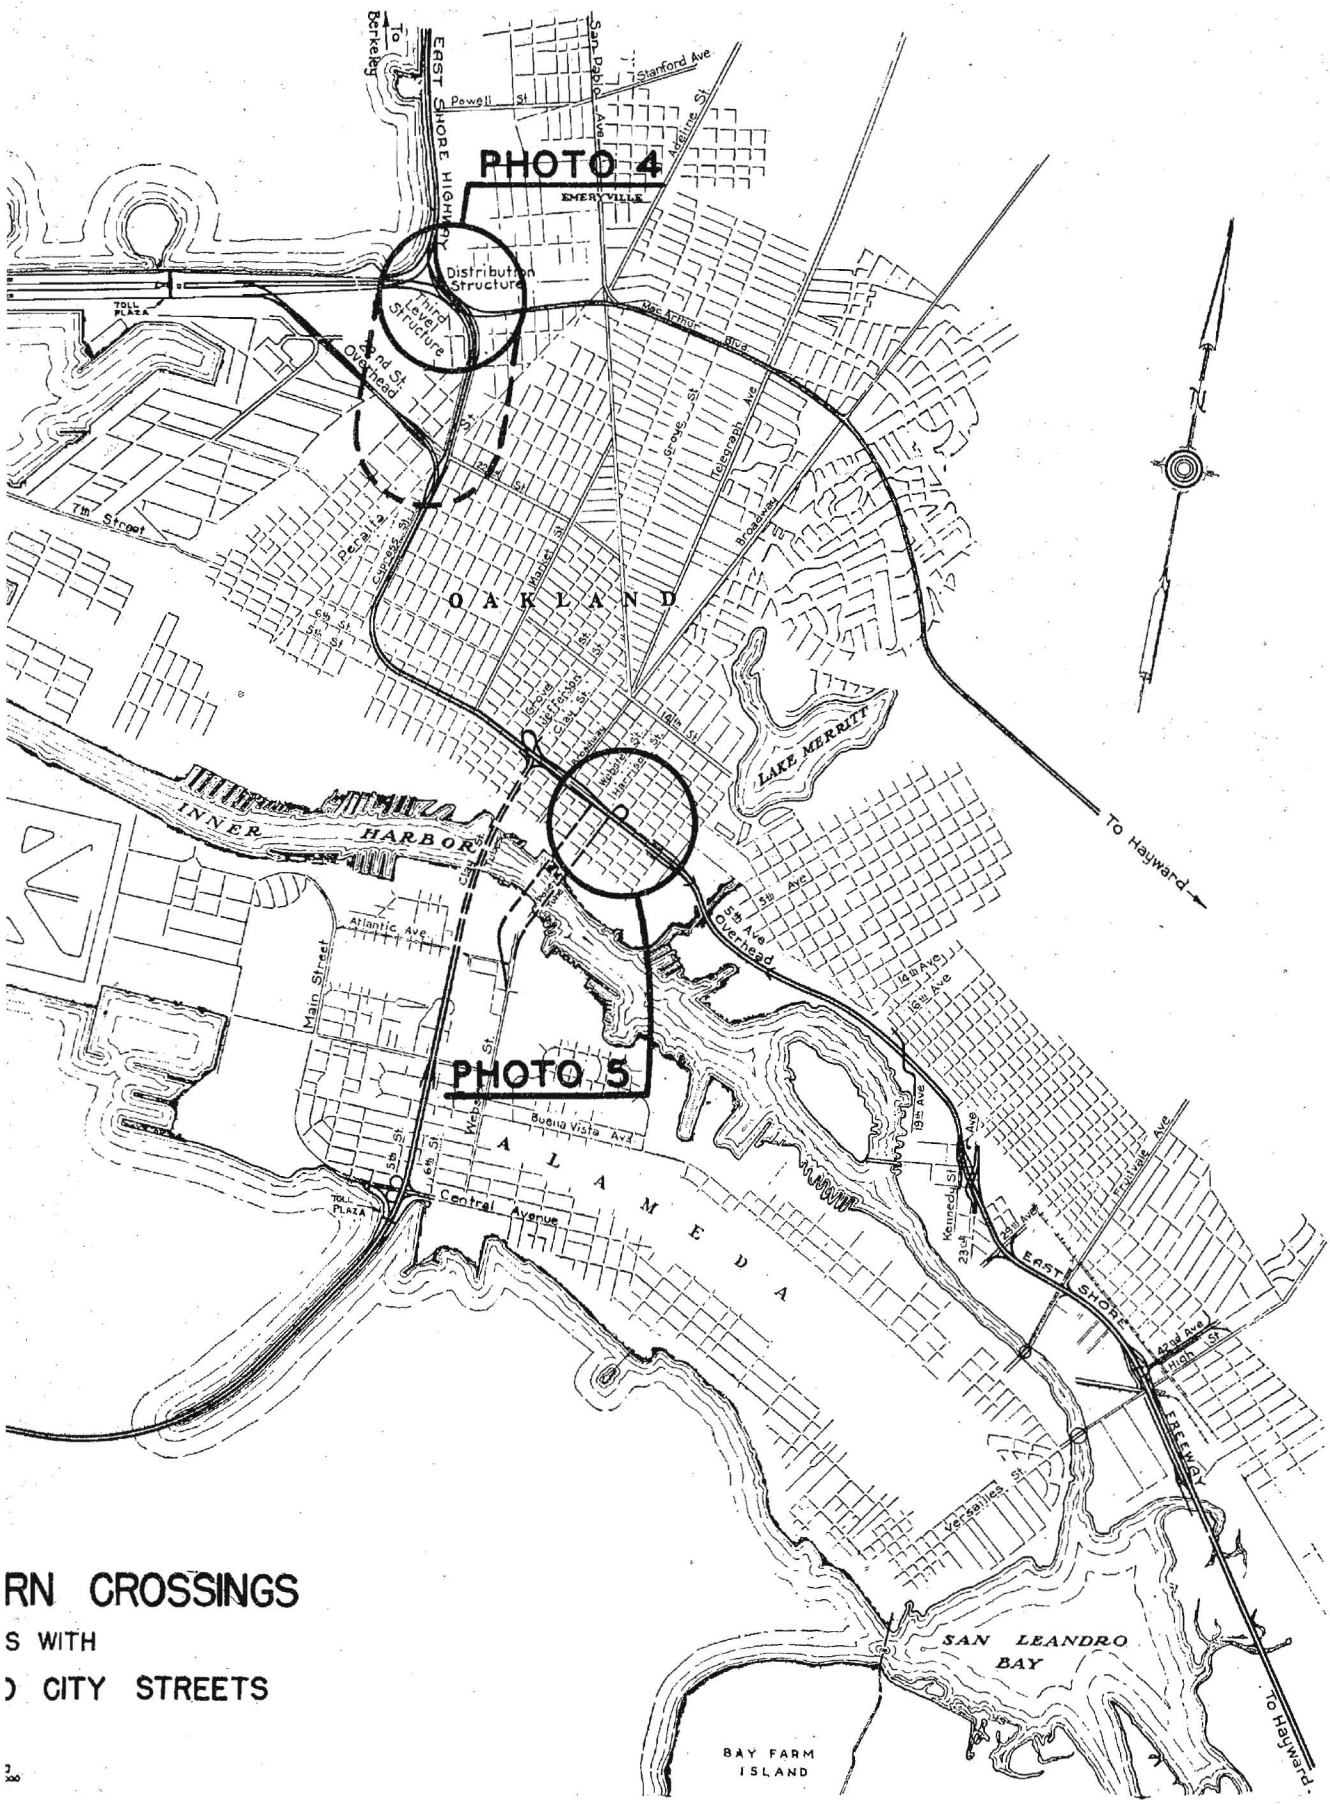 To
Berkeley
EAST SHORE HIGHWAY
San Pablo Ave
Stanford Ave
Powell St
Adeline St
PHOTO 4
EMERYVILLE
Distribution
Structure
Third
Level
Structure
TOLL
PLAZA
22nd St.
Overhead
Mac Arthur Blvd
Grove St
Telegraph Ave
Broadway
St.
22nd St
7th Street
Peralta
Cypress St
Market St
OAKLAND
6th St.
5th St
St.
St.
Grove
Jefferson
Clay St.
14th St
Broadway
Webster St.
Harrison St.
LAKE MERRITT
N
To Hayward
INNER HARBOR
5th Ave
5th Ave
Overhead
Atlantic Ave
Main Street
14th Ave
16th Ave
PHOTO 5
Webster St.
Buena Vista Ave
19th Ave
Ave
Fruitvale Ave
Kennedy St
23rd
29th Ave
5th St.
6th St
TOLL
PLAZA
Central Avenue
ALAMEDA
EAST SHORE FREEWAY
42nd Ave
High St
Versailles St
RN CROSSINGS
S WITH
CITY STREETS
SAN LEANDRO
BAY
BAY FARM
ISLAND
To Hayward